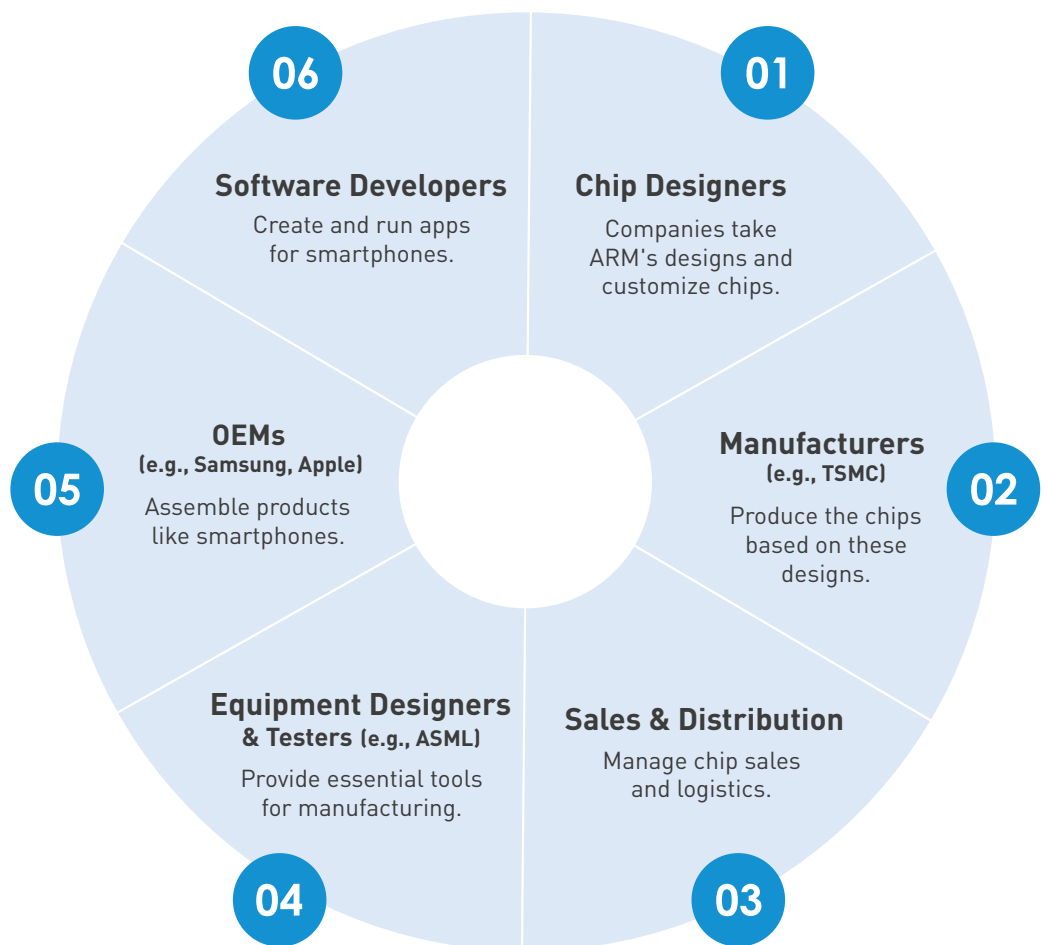 01
Chip Designers
Companies take
ARM's designs and
customize chips.
02
Manufacturers
(e.g., TSMC)
Produce the chips
based on these
designs.
03
Sales & Distribution
Manage chip sales
and logistics.
04
Equipment Designers
& Testers (e.g., ASML)
Provide essential tools
for manufacturing.
05
OEMs
(e.g., Samsung, Apple)
Assemble products
like smartphones.
06
Software Developers
Create and run apps
for smartphones.